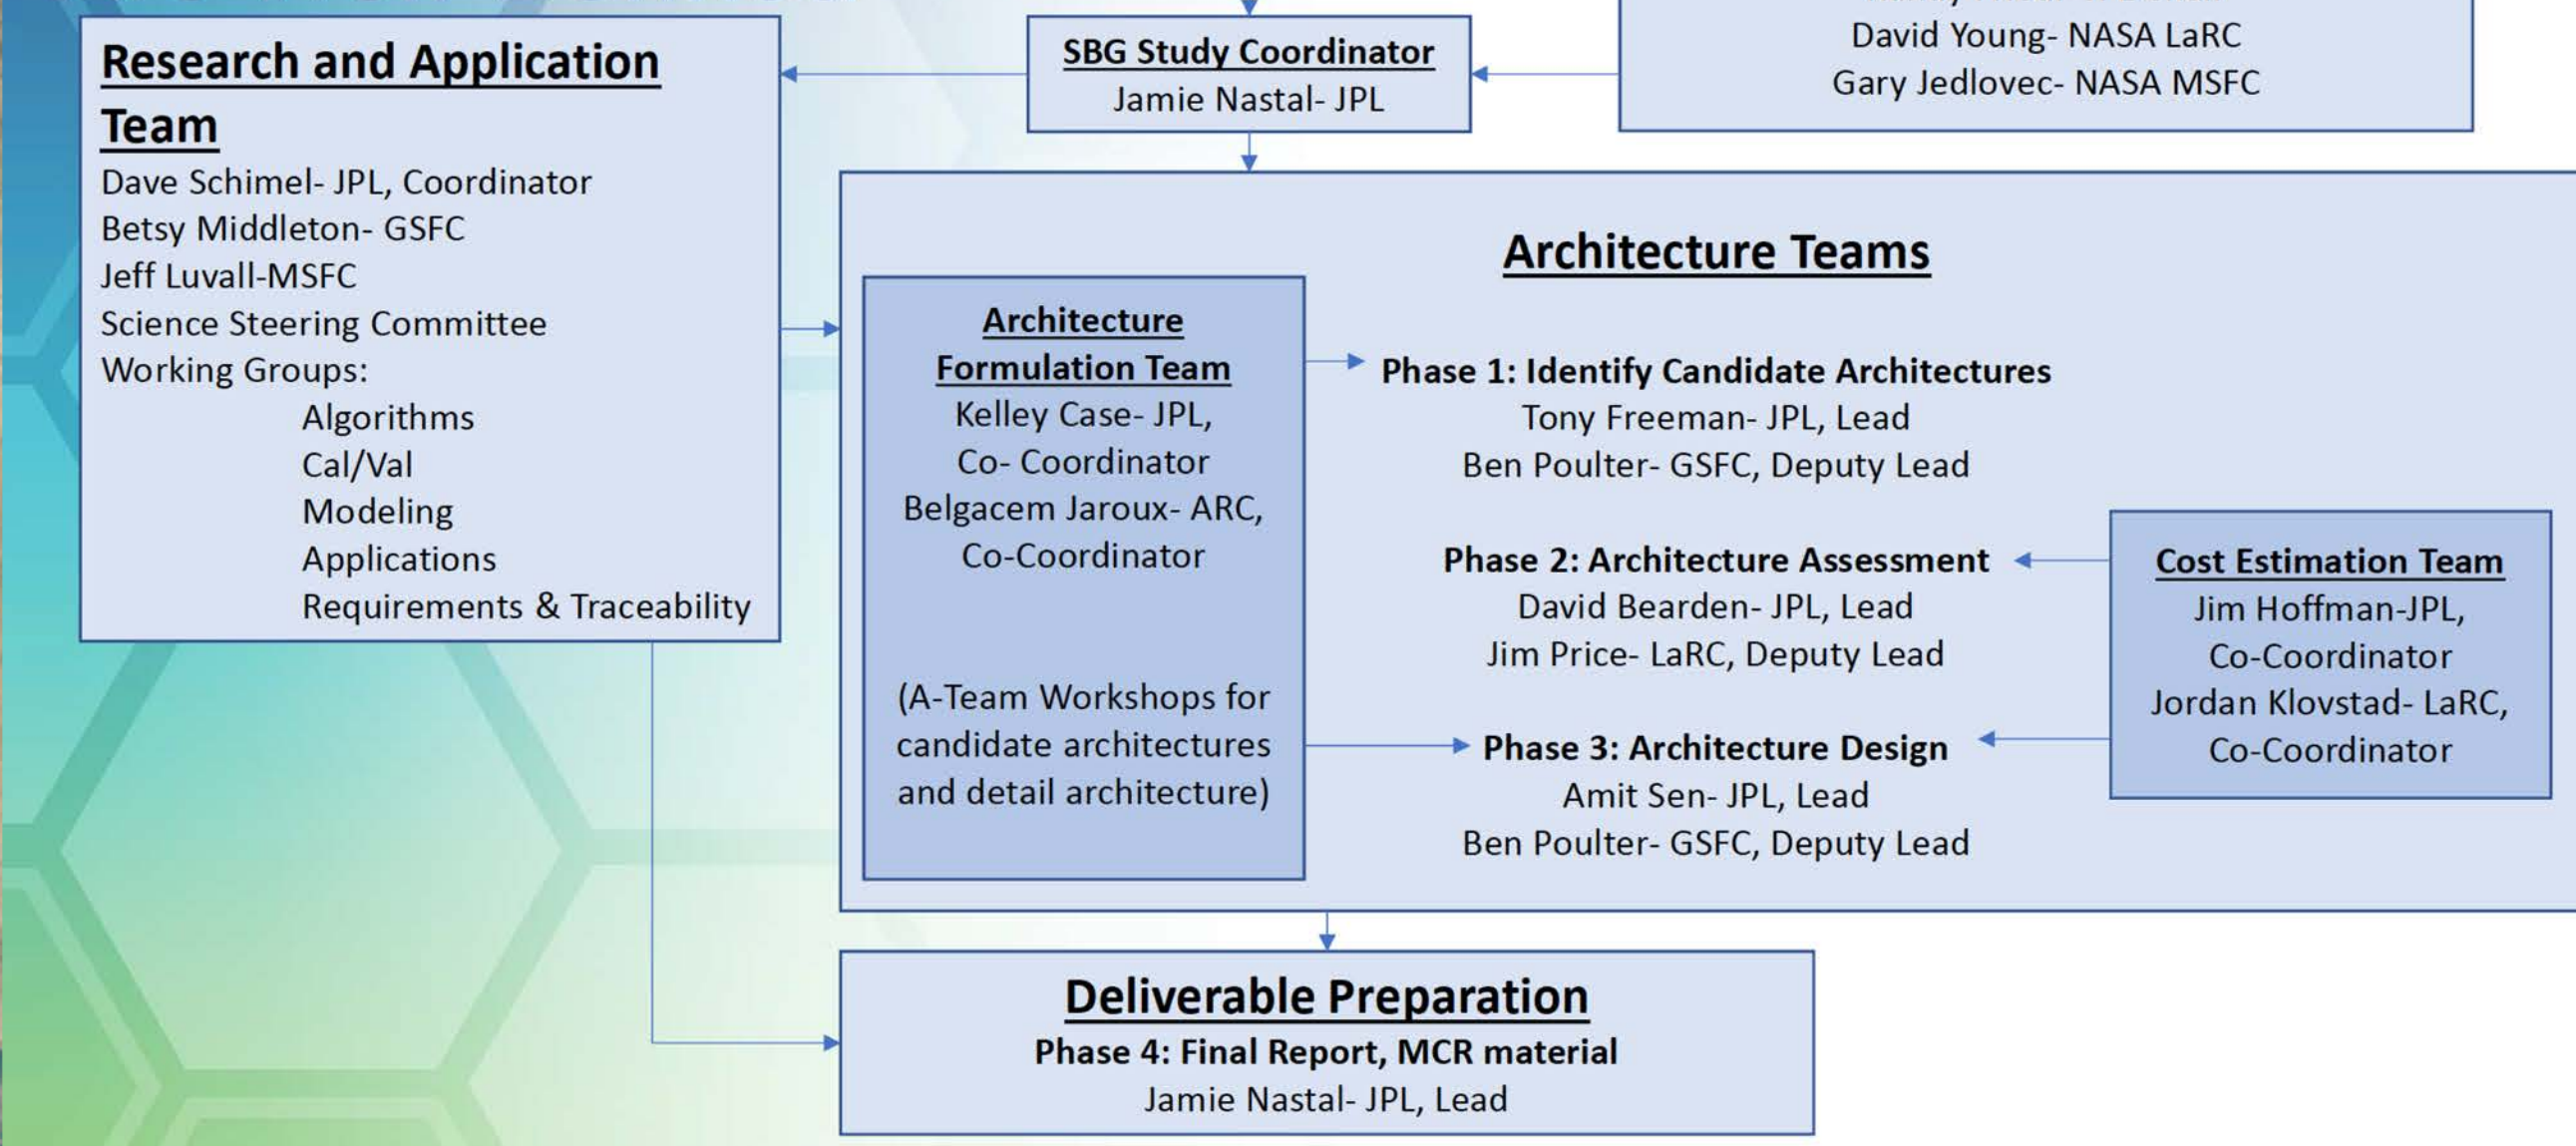 Research and Application
Team
Dave Schimel- JPL, Coordinator
Betsy Middleton- GSFC
Jeff Luvall-MSFC
Science Steering Committee
Working Groups:
Algorithms
Cal/Val
Modeling
Applications
Requirements & Traceability
SBG Study Coordinator
Jamie Nastal- JPL
David Young- NASA LaRC
Gary Jedlovec- NASA MSFC
Architecture Teams
Architecture
Formulation Team
Kelley Case- JPL,
Co- Coordinator
Belgacem Jaroux- ARC,
Co-Coordinator
(A-Team Workshops for
candidate architectures
and detail architecture)
Phase 1: Identify Candidate Architectures
Tony Freeman- JPL, Lead
Ben Poulter- GSFC, Deputy Lead
Phase 2: Architecture Assessment
David Bearden- JPL, Lead
Jim Price- LaRC, Deputy Lead
Phase 3: Architecture Design
Amit Sen- JPL, Lead
Ben Poulter- GSFC, Deputy Lead
Cost Estimation Team
Jim Hoffman-JPL,
Co-Coordinator
Jordan Klovstad- LaRC,
Co-Coordinator
Deliverable Preparation
Phase 4: Final Report, MCR material
Jamie Nastal- JPL, Lead